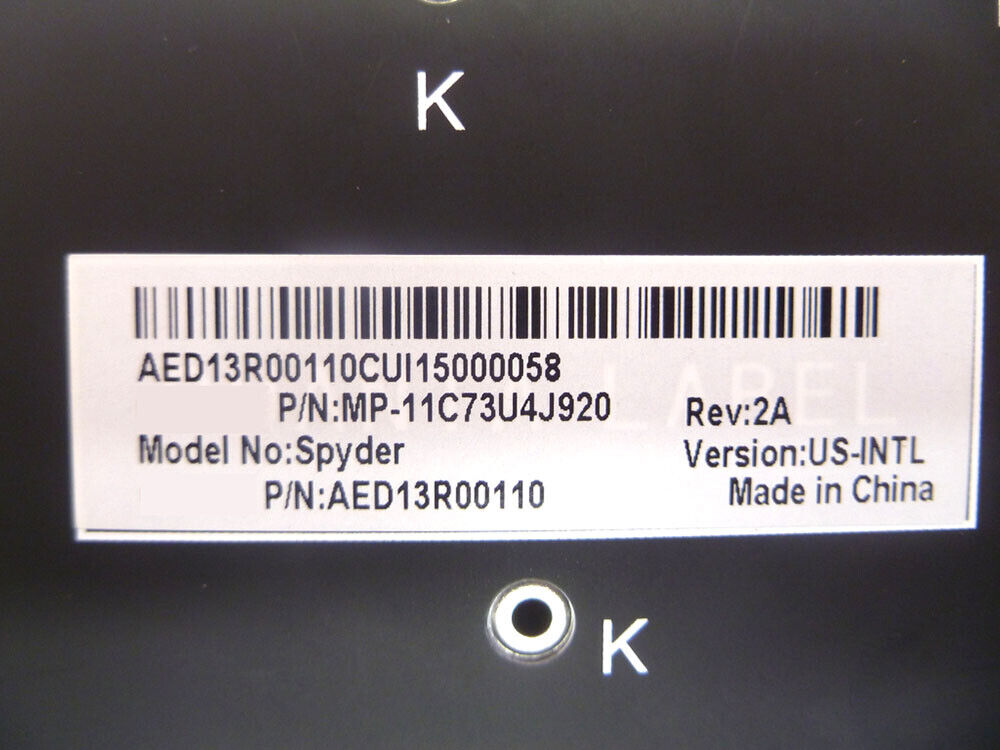 K
AED13R00110CUI15000058
P/N:MP-11C73U4J920 Rev:2A
Model No:Spyder Version:US-INTL
P/N:AED13R00110 Made in China
K